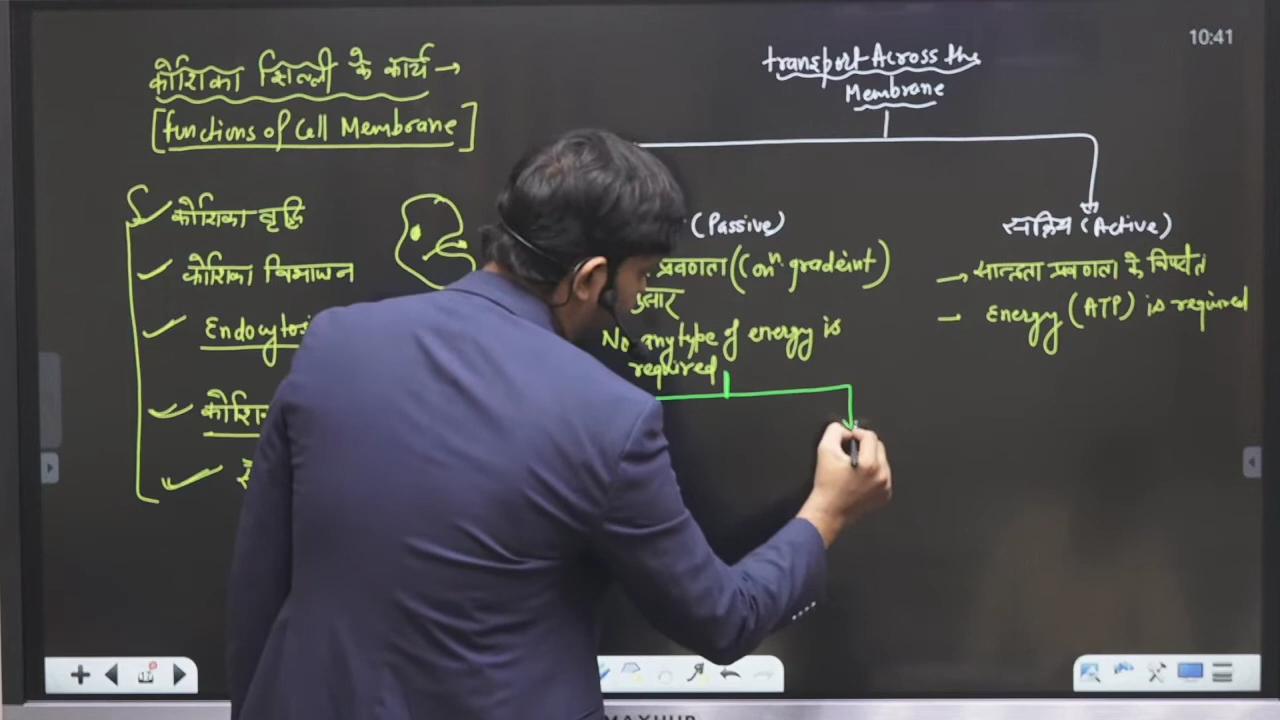 10:41
कोशिका झिल्ली के कार्य →
[functions of Cell Membrane]
कोशिका वृद्धि
कोशिका विभाजन
Endocytosi
कोशि
transport Across the
Membrane
(Passive)
प्रवणता (Conⁿ. gradeint)
नुसार
No any type of energy is
required
सक्रिय (Active)
→ सान्द्रता प्रवणता के विपरीत
- Energy (ATP) is required